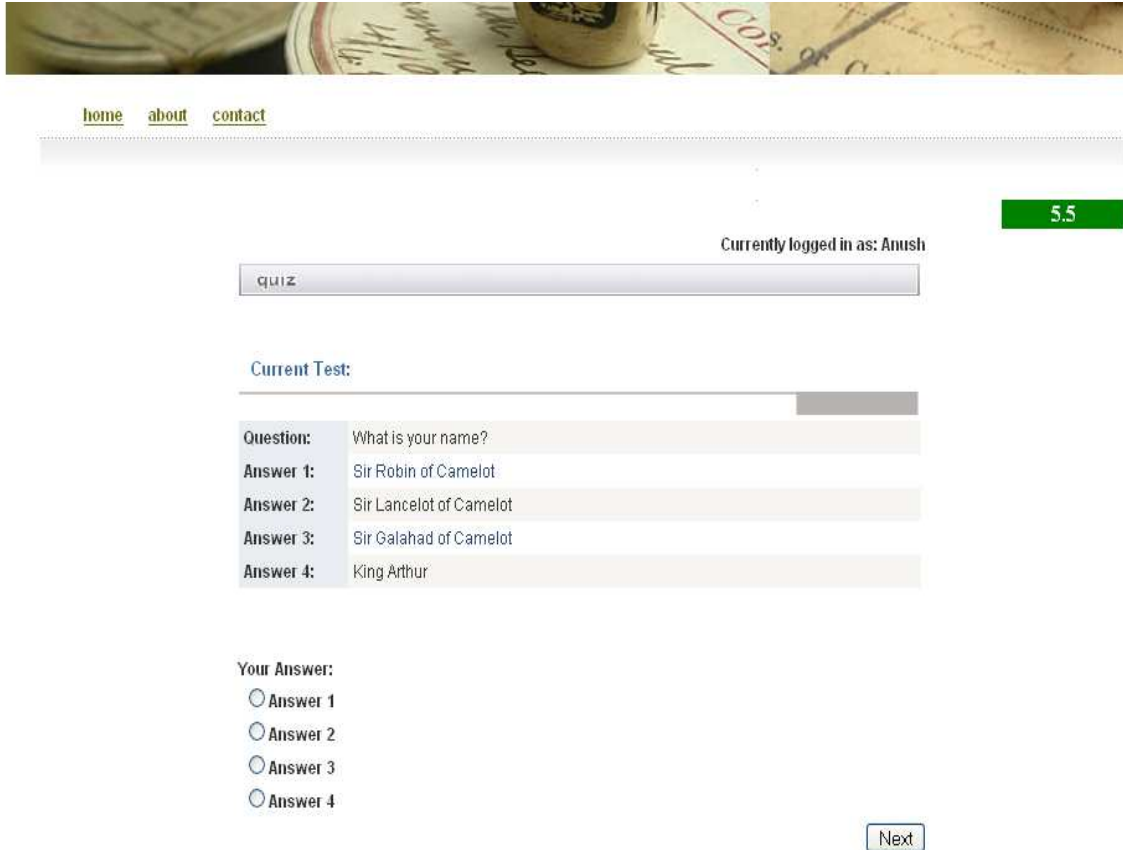 home about contact
5.5
Currently logged in as: Anush
quiz
Current Test:
Question: What is your name?
Answer 1: Sir Robin of Camelot
Answer 2: Sir Lancelot of Camelot
Answer 3: Sir Galahad of Camelot
Answer 4: King Arthur
Your Answer:
Answer 1
Answer 2
Answer 3
Answer 4
Next